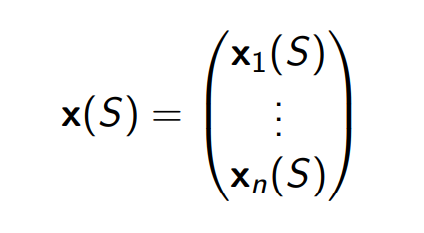 x(S) = (x₁(S)
⋮
xₙ(S))